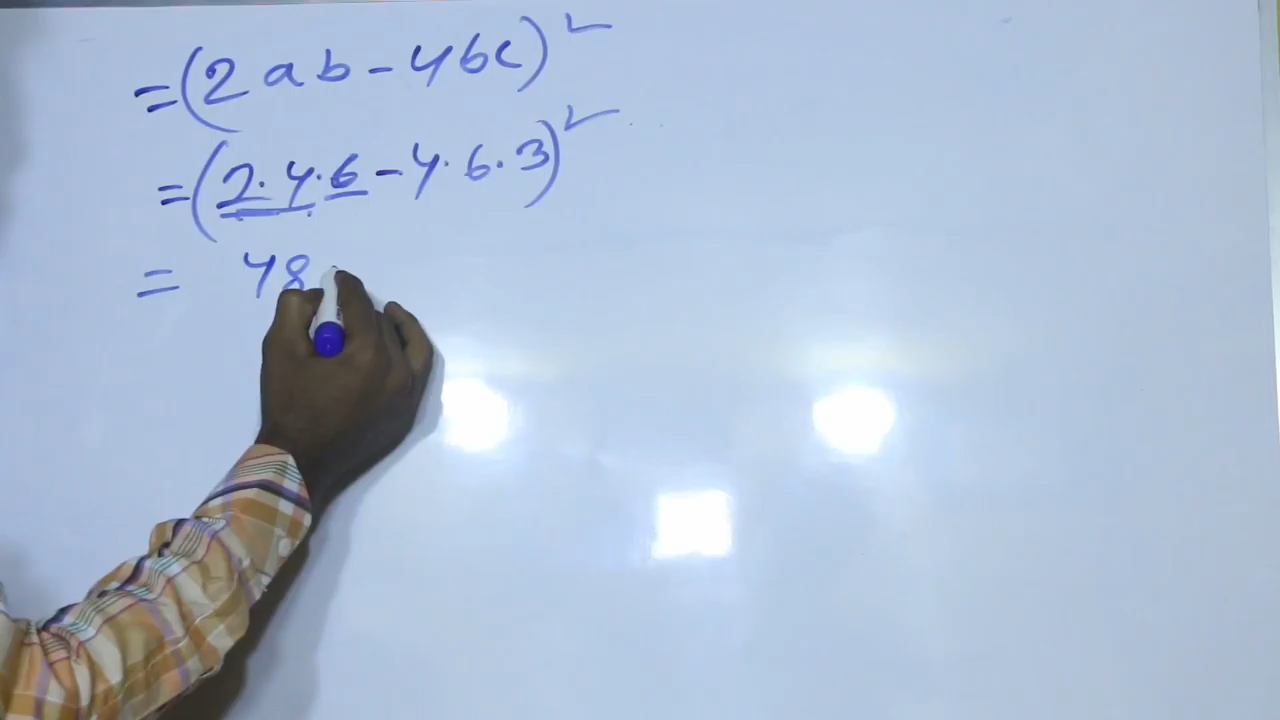 =(2ab-4bc)²
=(2.4.6-4.6.3)²
= 48